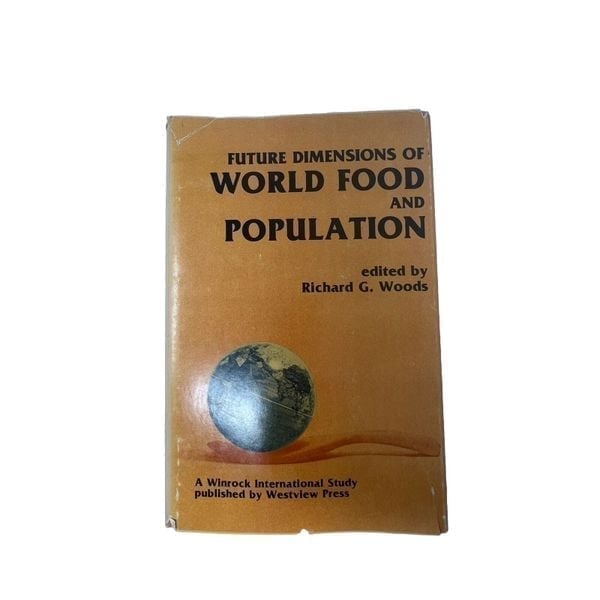 FUTURE DIMENSIONS OF
WORLD FOOD
AND
POPULATION
edited by
Richard G. Woods
A Winrock International Study
published by Westview Press